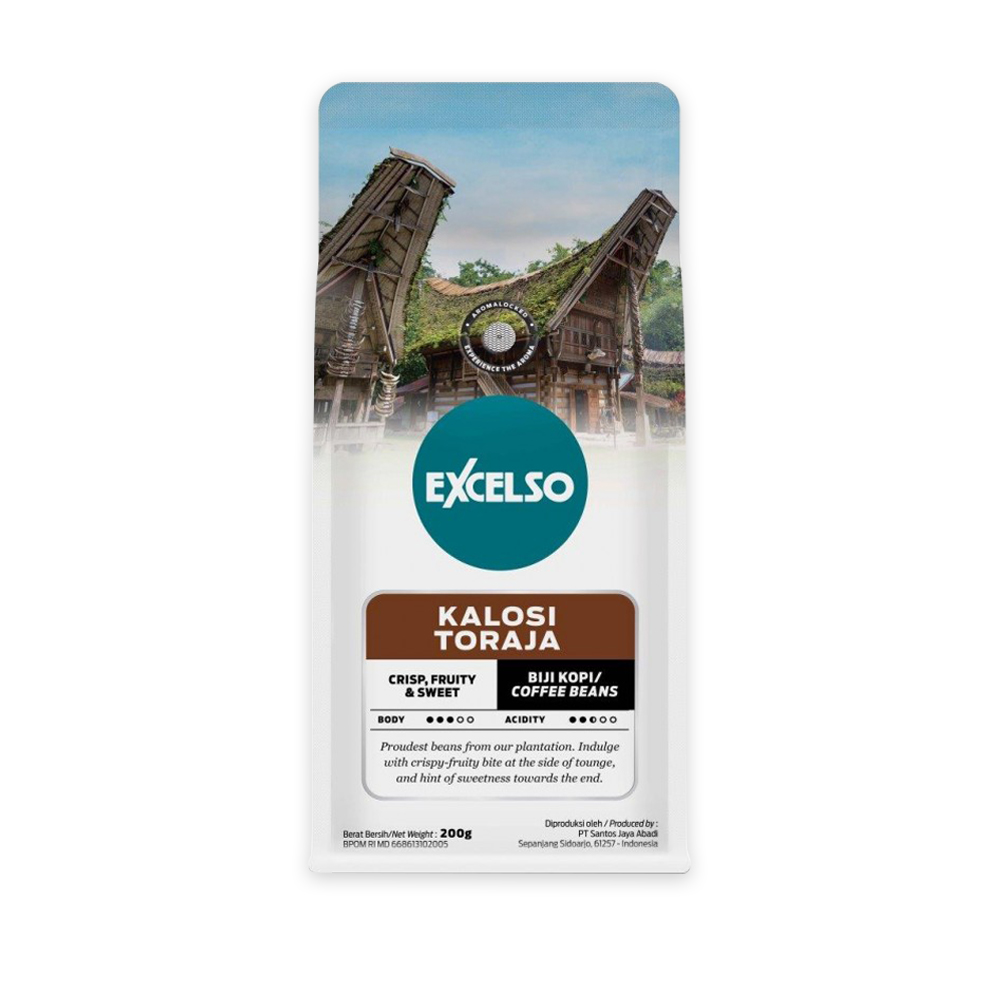 AROMALOCKED
EXPERIENCE THE AROMA
EXCELSO
KALOSI
TORAJA
CRISP, FRUITY
& SWEET
BIJI KOPI/
COFFEE BEANS
BODY
ACIDITY
Proudest beans from our plantation. Indulge
with crispy-fruity bite at the side of tounge,
and hint of sweetness towards the end.
Berat Bersih/Net Weight : 200g
BPOM RI MD 668613102005
Diproduksi oleh / Produced by :
PT Santos Jaya Abadi
Sepanjang Sidoarjo, 61257 - Indonesia